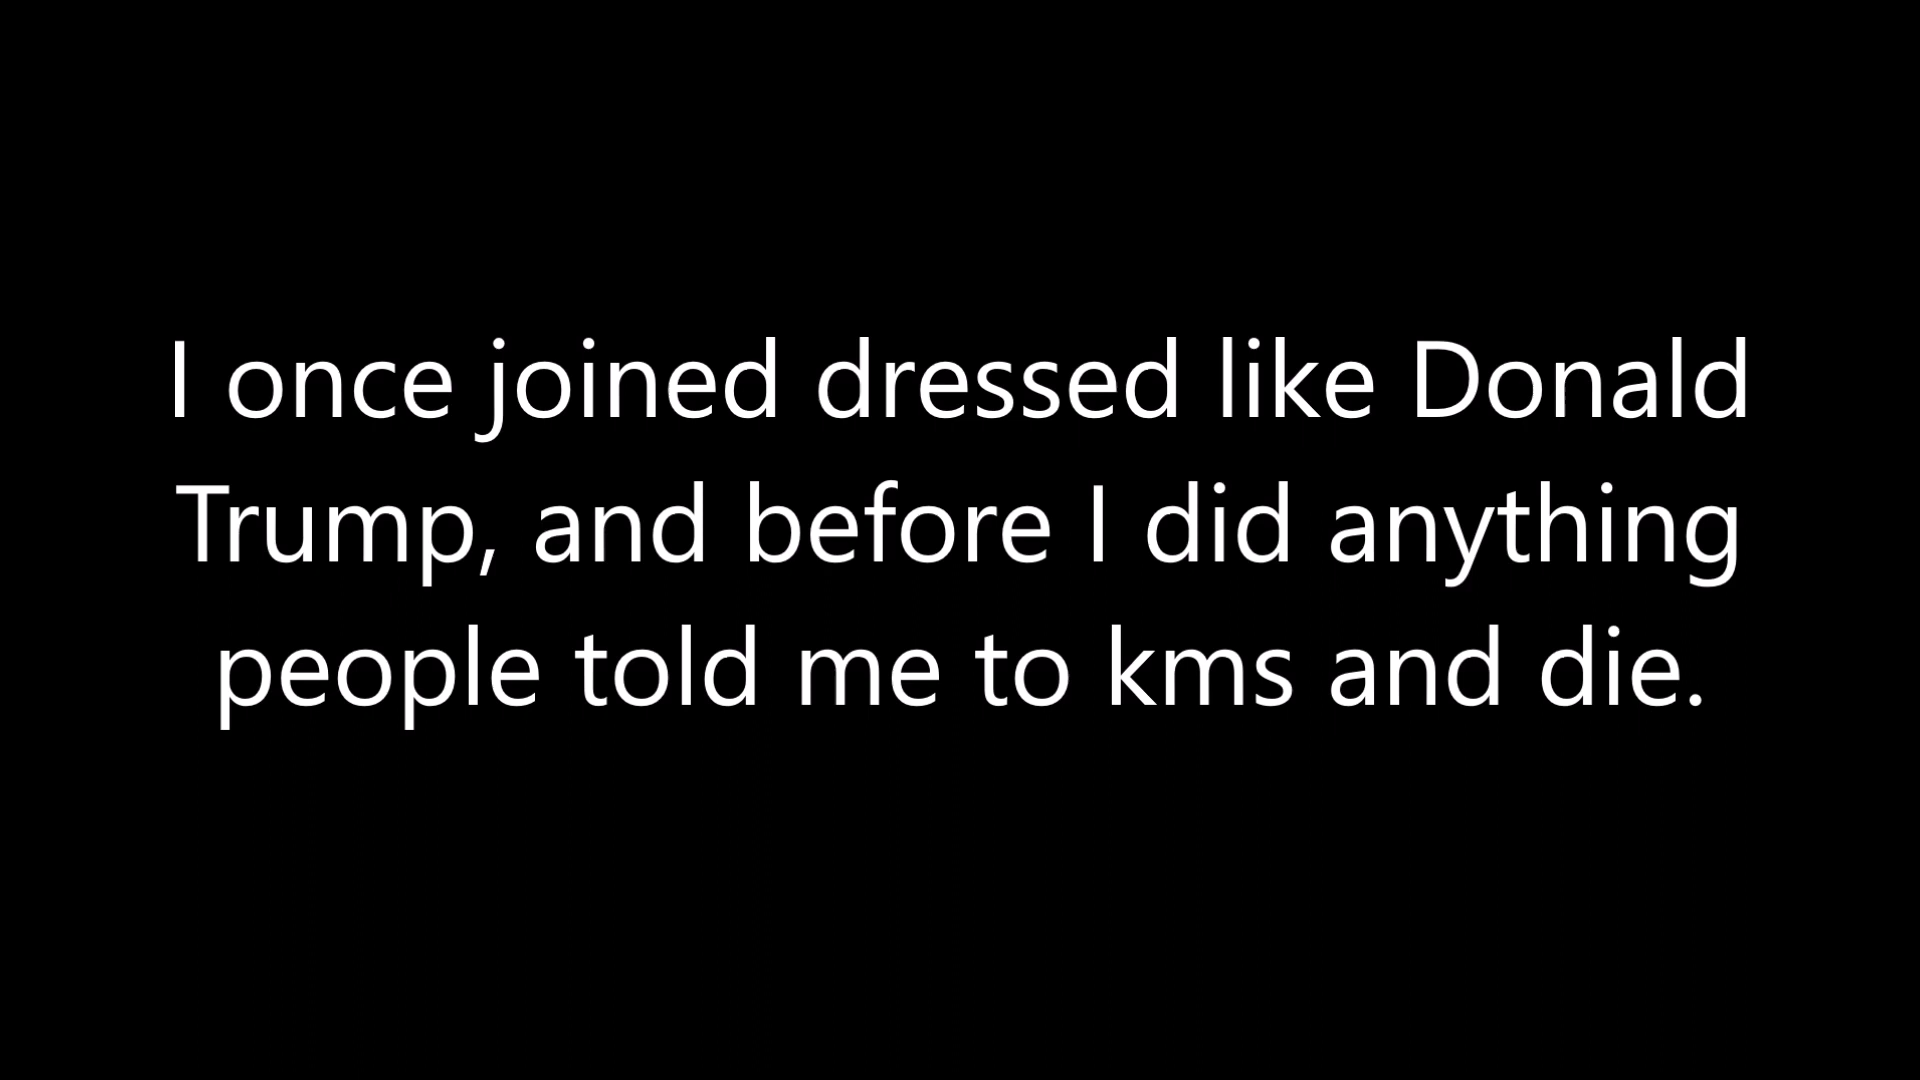 I once joined dressed like Donald
Trump, and before I did anything
people told me to kms and die.